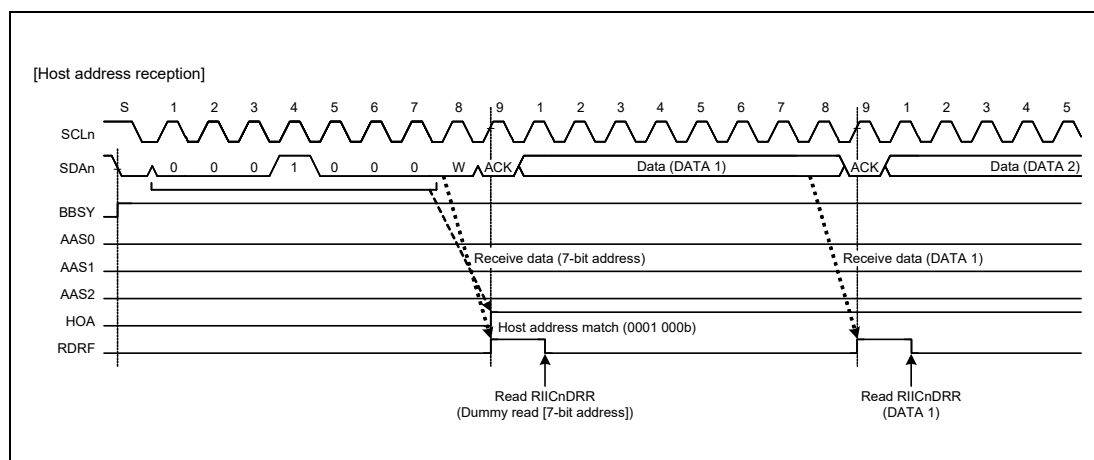 [Host address reception]
S 1 2 3 4 5 6 7 8 9 1 2 3 4 5 6 7 8 9 1 2 3 4 5
SCLn
SDAn 0 0 0 1 0 0 0 W ACK Data (DATA 1) ACK Data (DATA 2)
BBSY
AAS0
Receive data (7-bit address) Receive data (DATA 1)
AAS1
AAS2
HOA
Host address match (0001 000b)
RDRF
Read RIICnDRR Read RIICnDRR
(Dummy read [7-bit address]) (DATA 1)